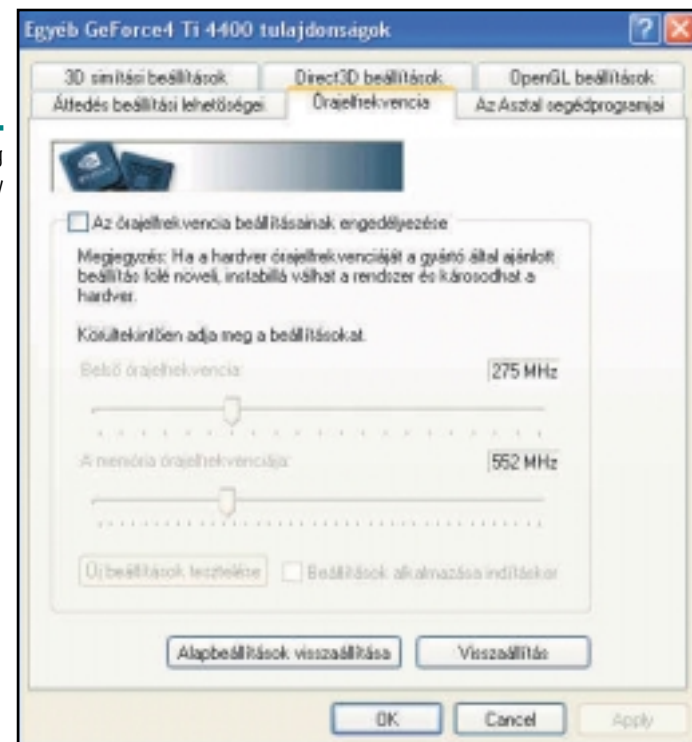 Egyéb GeForce4 Ti 4400 tulajdonságok
3D simítási beállítások
Direct3D beállítások
OpenGL beállítások
Átfedés beállítási lehetőségei
Órajelfrekvencia
Az Asztal segédprogramjai
Az órajelfrekvencia beállításainak engedélyezése
Megjegyzés: Ha a hardver órajelfrekvenciáját a gyártó által ajánlott
beállítás fölé növeli, instabillá válhat a rendszer és károsodhat a
hardver.
Körültekintően adja meg a beállításokat.
Belső órajelfrekvencia:
275 MHz
A memória órajelfrekvenciája:
552 MHz
Új beállítások tesztelése
Beállítások alkalmazása indításkor
Alapbeállítások visszaállítása
Visszaállítás
OK
Cancel
Apply